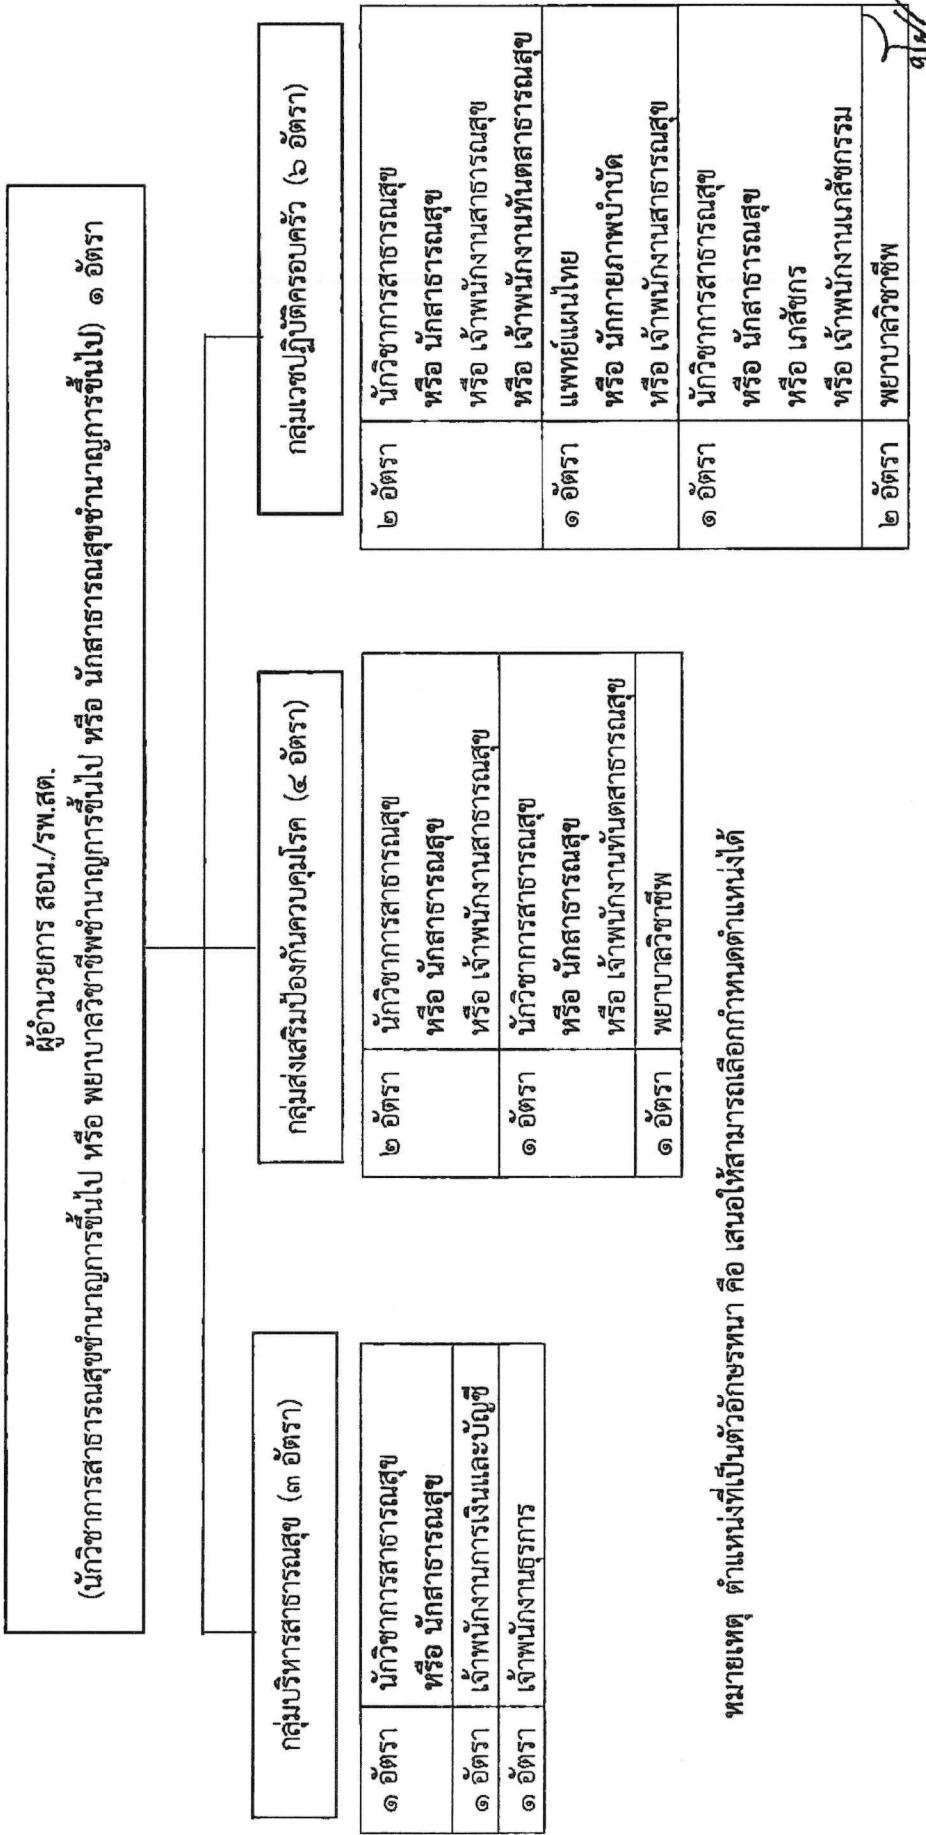 ผู้อำนวยการ สอน./รพ.สต.
(นักวิชาการสาธารณสุขชำนาญการขึ้นไป หรือ พยาบาลวิชาชีพชำนาญการขึ้นไป หรือ นักสาธารณสุขชำนาญการขึ้นไป) ๑ อัตรา
กลุ่มบริหารสาธารณสุข (๓ อัตรา)
๑ อัตรา นักวิชาการสาธารณสุข
หรือ นักสาธารณสุข
๑ อัตรา เจ้าพนักงานการเงินและบัญชี
๑ อัตรา เจ้าพนักงานธุรการ
กลุ่มส่งเสริมป้องกันควบคุมโรค (๔ อัตรา)
๒ อัตรา นักวิชาการสาธารณสุข
หรือ นักสาธารณสุข
หรือ เจ้าพนักงานสาธารณสุข
๑ อัตรา นักวิชาการสาธารณสุข
หรือ นักสาธารณสุข
หรือ เจ้าพนักงานทันตสาธารณสุข
๑ อัตรา พยาบาลวิชาชีพ
กลุ่มเวชปฏิบัติครอบครัว (๖ อัตรา)
๒ อัตรา นักวิชาการสาธารณสุข
หรือ นักสาธารณสุข
หรือ เจ้าพนักงานสาธารณสุข
หรือ เจ้าพนักงานทันตสาธารณสุข
๑ อัตรา แพทย์แผนไทย
หรือ นักกายภาพบำบัด
หรือ เจ้าพนักงานสาธารณสุข
๑ อัตรา นักวิชาการสาธารณสุข
หรือ นักสาธารณสุข
หรือ เภสัชกร
หรือ เจ้าพนักงานเภสัชกรรม
๒ อัตรา พยาบาลวิชาชีพ
หมายเหตุ ตำแหน่งที่เป็นตัวอักษรหนา คือ เสนอให้สามารถเลือกกำหนดตำแหน่งได้